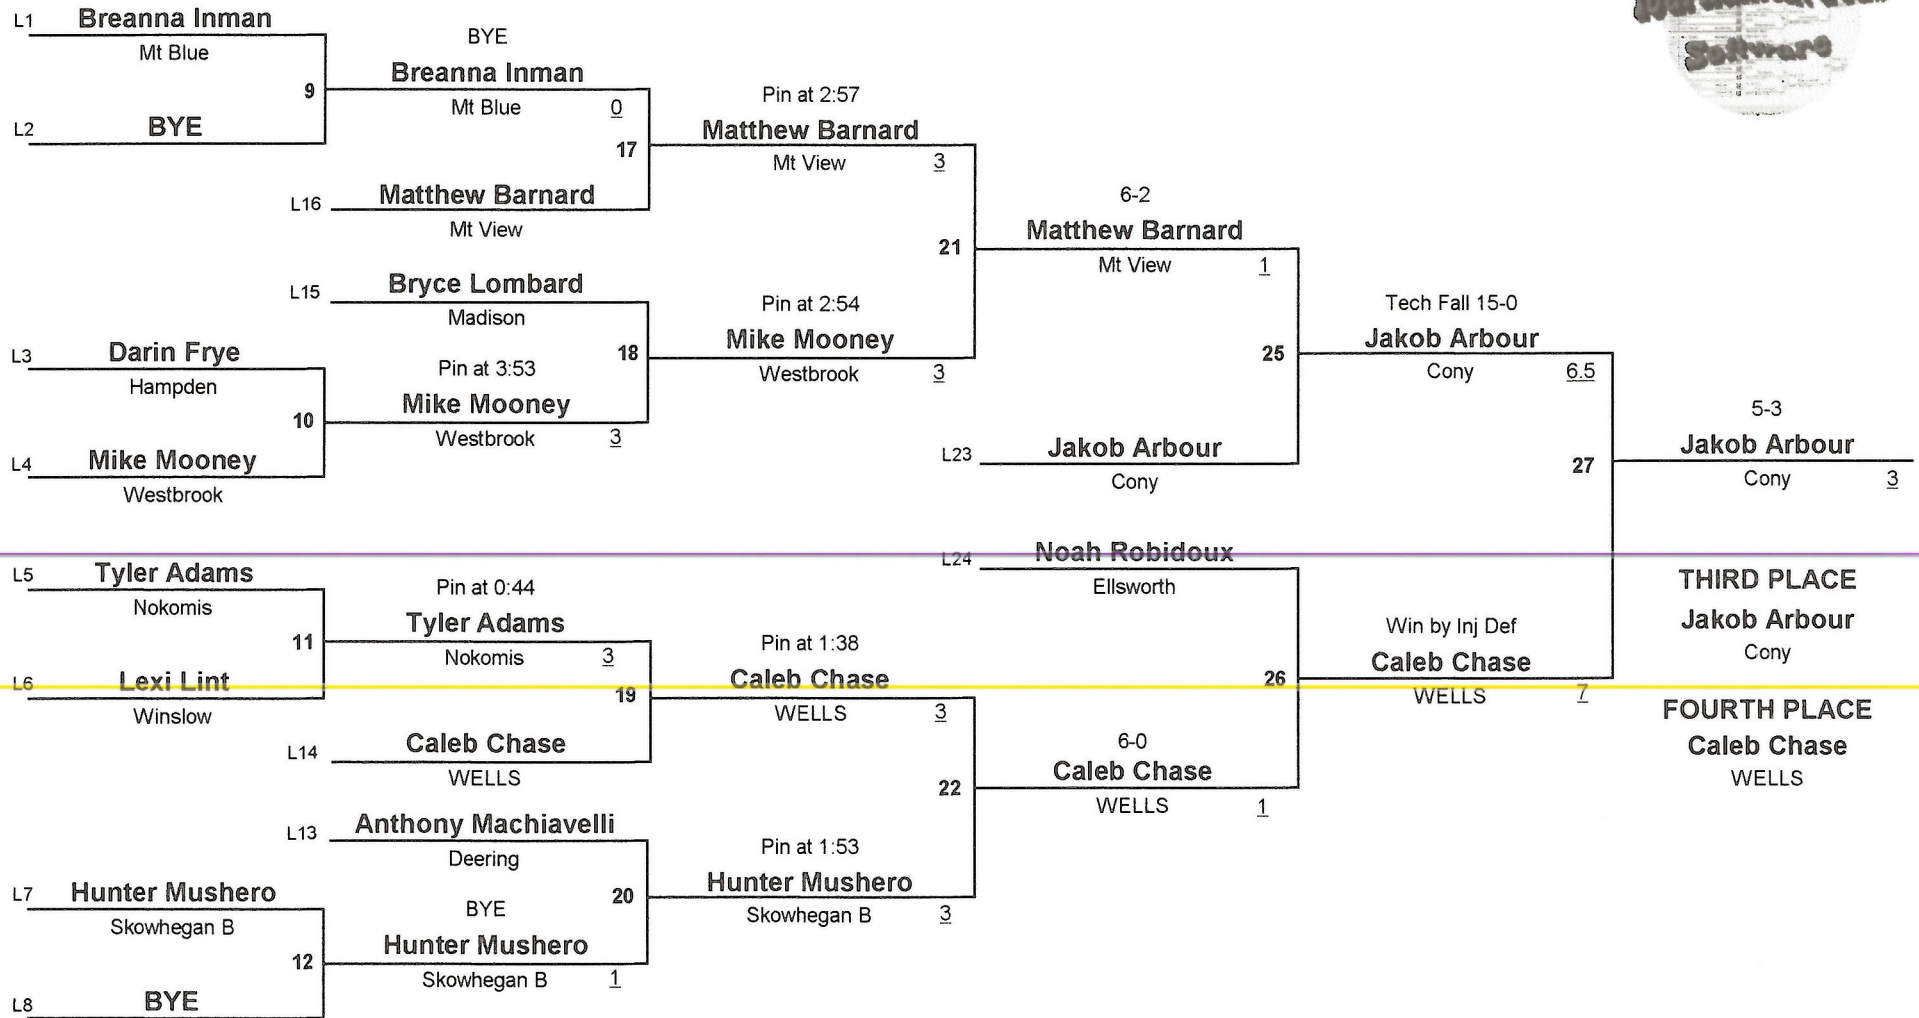 L1 Breanna Inman
Mt Blue
9
L2 BYE
BYE
Breanna Inman
Mt Blue 0
17
L16 Matthew Barnard
Mt View
Pin at 2:57
Matthew Barnard
Mt View 3
21
L15 Bryce Lombard
Madison
L3 Darin Frye
Hampden
10
L4 Mike Mooney
Westbrook
Pin at 3:53
Mike Mooney
Westbrook 3
18
Pin at 2:54
Mike Mooney
Westbrook 3
6-2
Matthew Barnard
Mt View 1
25
L23 Jakob Arbour
Cony
Tech Fall 15-0
Jakob Arbour
Cony 6.5
27
5-3
Jakob Arbour
Cony 3
L5 Tyler Adams
Nokomis
11
L6 Lexi Lint
Winslow
Pin at 0:44
Tyler Adams
Nokomis 3
19
L14 Caleb Chase
WELLS
Pin at 1:38
Caleb Chase
WELLS 3
22
L13 Anthony Machiavelli
Deering
20
L7 Hunter Mushero
Skowhegan B
12
L8 BYE
BYE
Hunter Mushero
Skowhegan B 1
Pin at 1:53
Hunter Mushero
Skowhegan B 3
L24 Noah Robidoux
Ellsworth
26
6-0
Caleb Chase
WELLS 1
Win by Inj Def
Caleb Chase
WELLS 7
THIRD PLACE
Jakob Arbour
Cony
FOURTH PLACE
Caleb Chase
WELLS
Software